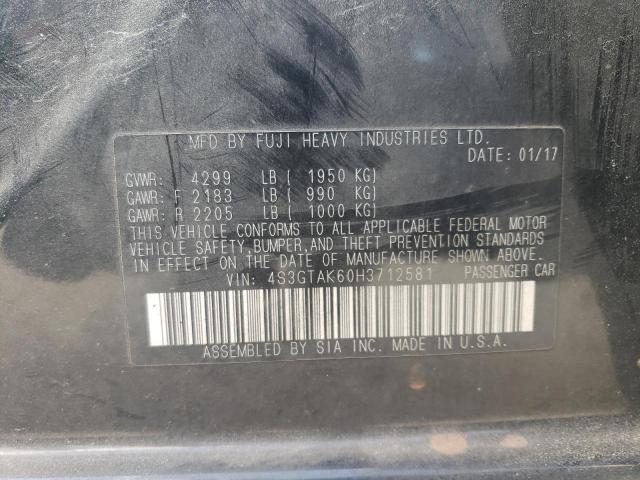 MFD BY FUJI HEAVY INDUSTRIES LTD.
DATE: 01/17
GVWR: 4299 LB ( 1950 KG)
GAWR: F 2183 LB ( 990 KG)
GAWR: R 2205 LB ( 1000 KG)
THIS VEHICLE CONFORMS TO ALL APPLICABLE FEDERAL MOTOR
VEHICLE SAFETY,BUMPER,AND THEFT PREVENTION STANDARDS
IN EFFECT ON THE DATE OF MANUFACTURE SHOWN ABOVE.
VIN: 4S3GTAK60H3712581 PASSENGER CAR
ASSEMBLED BY SIA INC. MADE IN U.S.A.